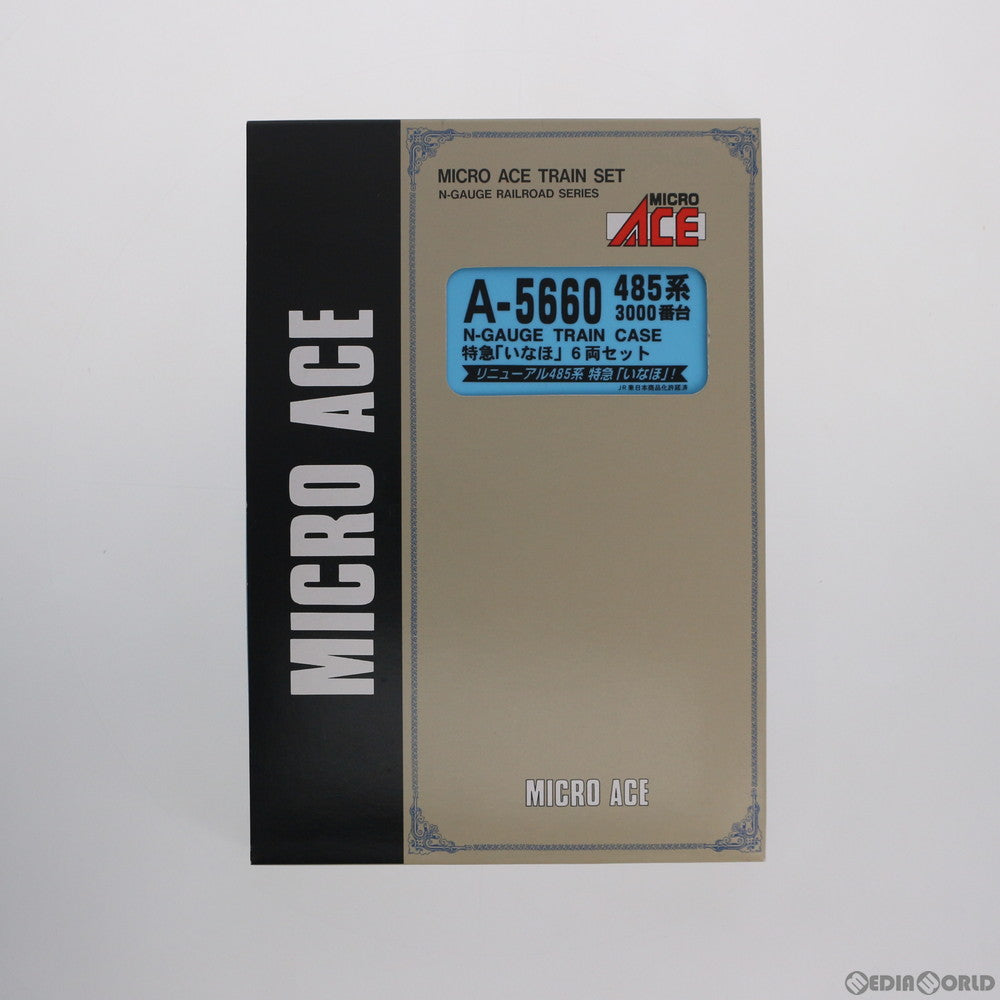 MICRO ACE
MICRO ACE TRAIN SET
N-GAUGE RAILROAD SERIES
MICRO
ACE
A-5660 485系
3000番台
N-GAUGE TRAIN CASE
特急「いなほ」6両セット
リニューアル485系 特急「いなほ」!
JR東日本商品化許諾済
MICRO ACE
MEDIAWORLD